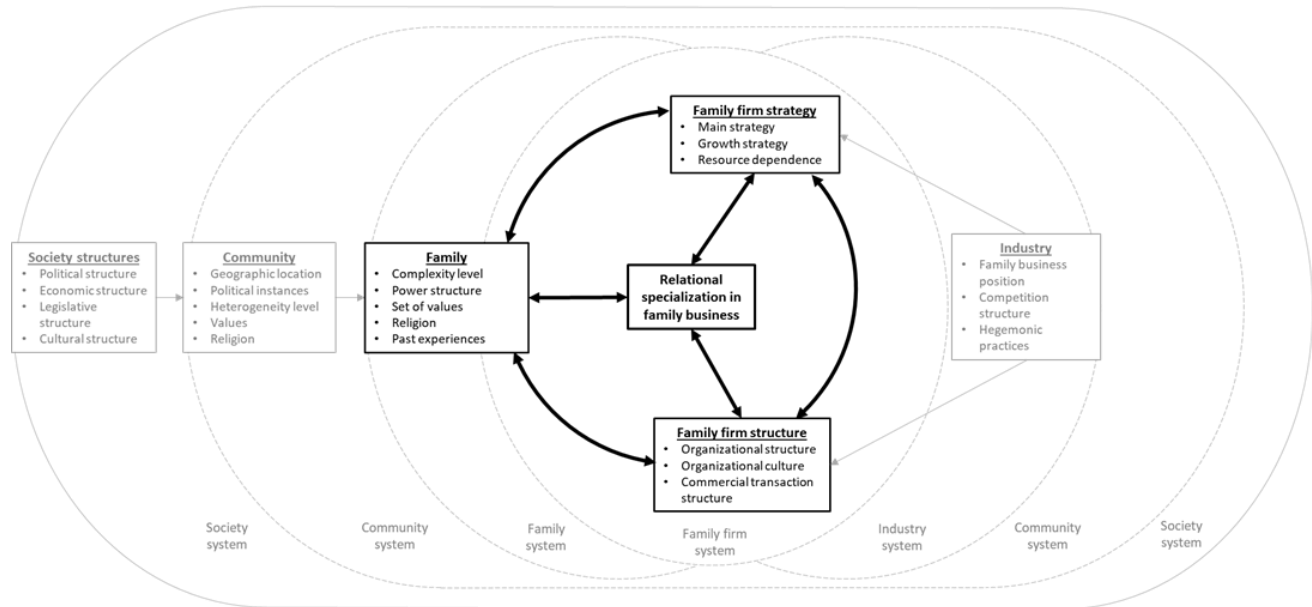 Family firm strategy
• Main strategy
• Growth strategy
• Resource dependence
Society structures
• Political structure
• Economic structure
• Legislative
structure
• Cultural structure
Community
• Geographic location
• Political instances
• Heterogeneity level
• Values
• Religion
Family
• Complexity level
• Power structure
• Set of values
• Religion
• Past experiences
Relational
specialization in
family business
Industry
• Family business
position
• Competition
structure
• Hegemonic
practices
Family firm structure
• Organizational structure
• Organizational culture
• Commercial transaction
structure
Society
system
Community
system
Family
system
Family firm
system
Industry
system
Community
system
Society
system